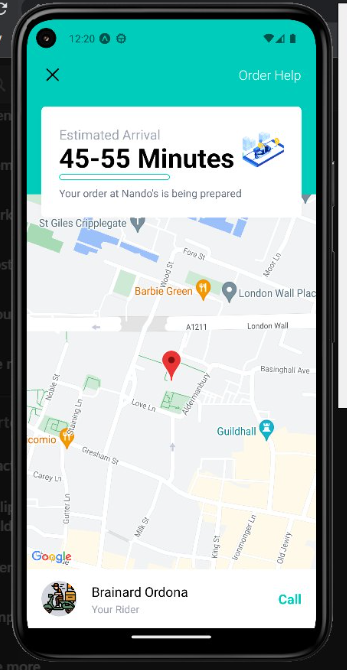 12:20
Order Help
Estimated Arrival
45-55 Minutes
Your order at Nando's is being prepared
St Giles Cripplegate
Fore St
Wood St
Moor Ln
Barbie Green
London Wall Plac
A1211
London Wall
Basinghall Ave
Noble St
Staining Ln
Love Ln
Aldermanbury
Guildhall
comio
Gresham St
Carey Ln
Gutter Ln
Milk St
King St
Ironmonger Ln
Old Jewry
Google
Brainard Ordona
Your Rider
Call